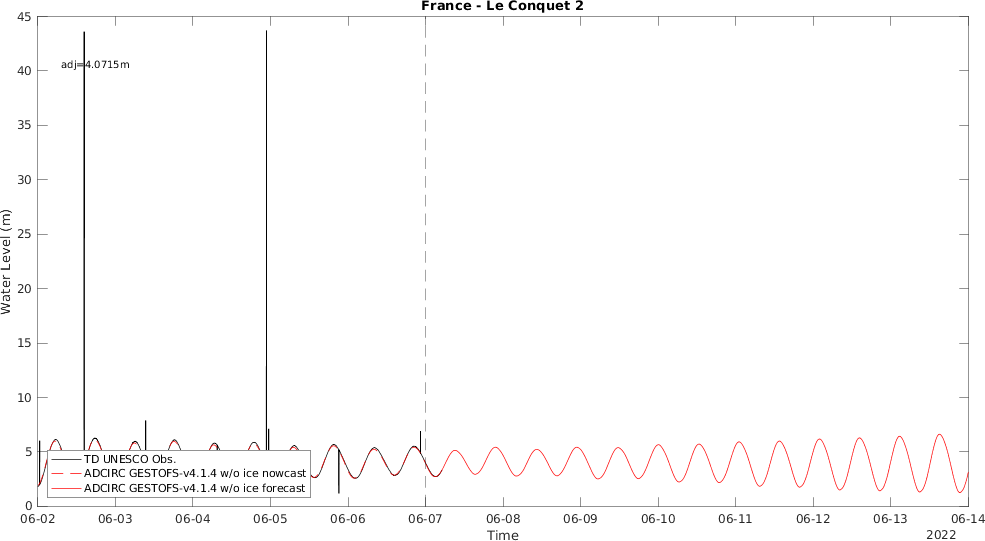 France - Le Conquet 2
45
40
35
30
25
20
15
10
5
0
Water Level (m)
adj=4.0715m
TD UNESCO Obs.
ADCIRC GESTOFS-v4.1.4 w/o ice nowcast
ADCIRC GESTOFS-v4.1.4 w/o ice forecast
06-02 06-03 06-04 06-05 06-06 06-07 06-08 06-09 06-10 06-11 06-12 06-13 06-14
Time
2022